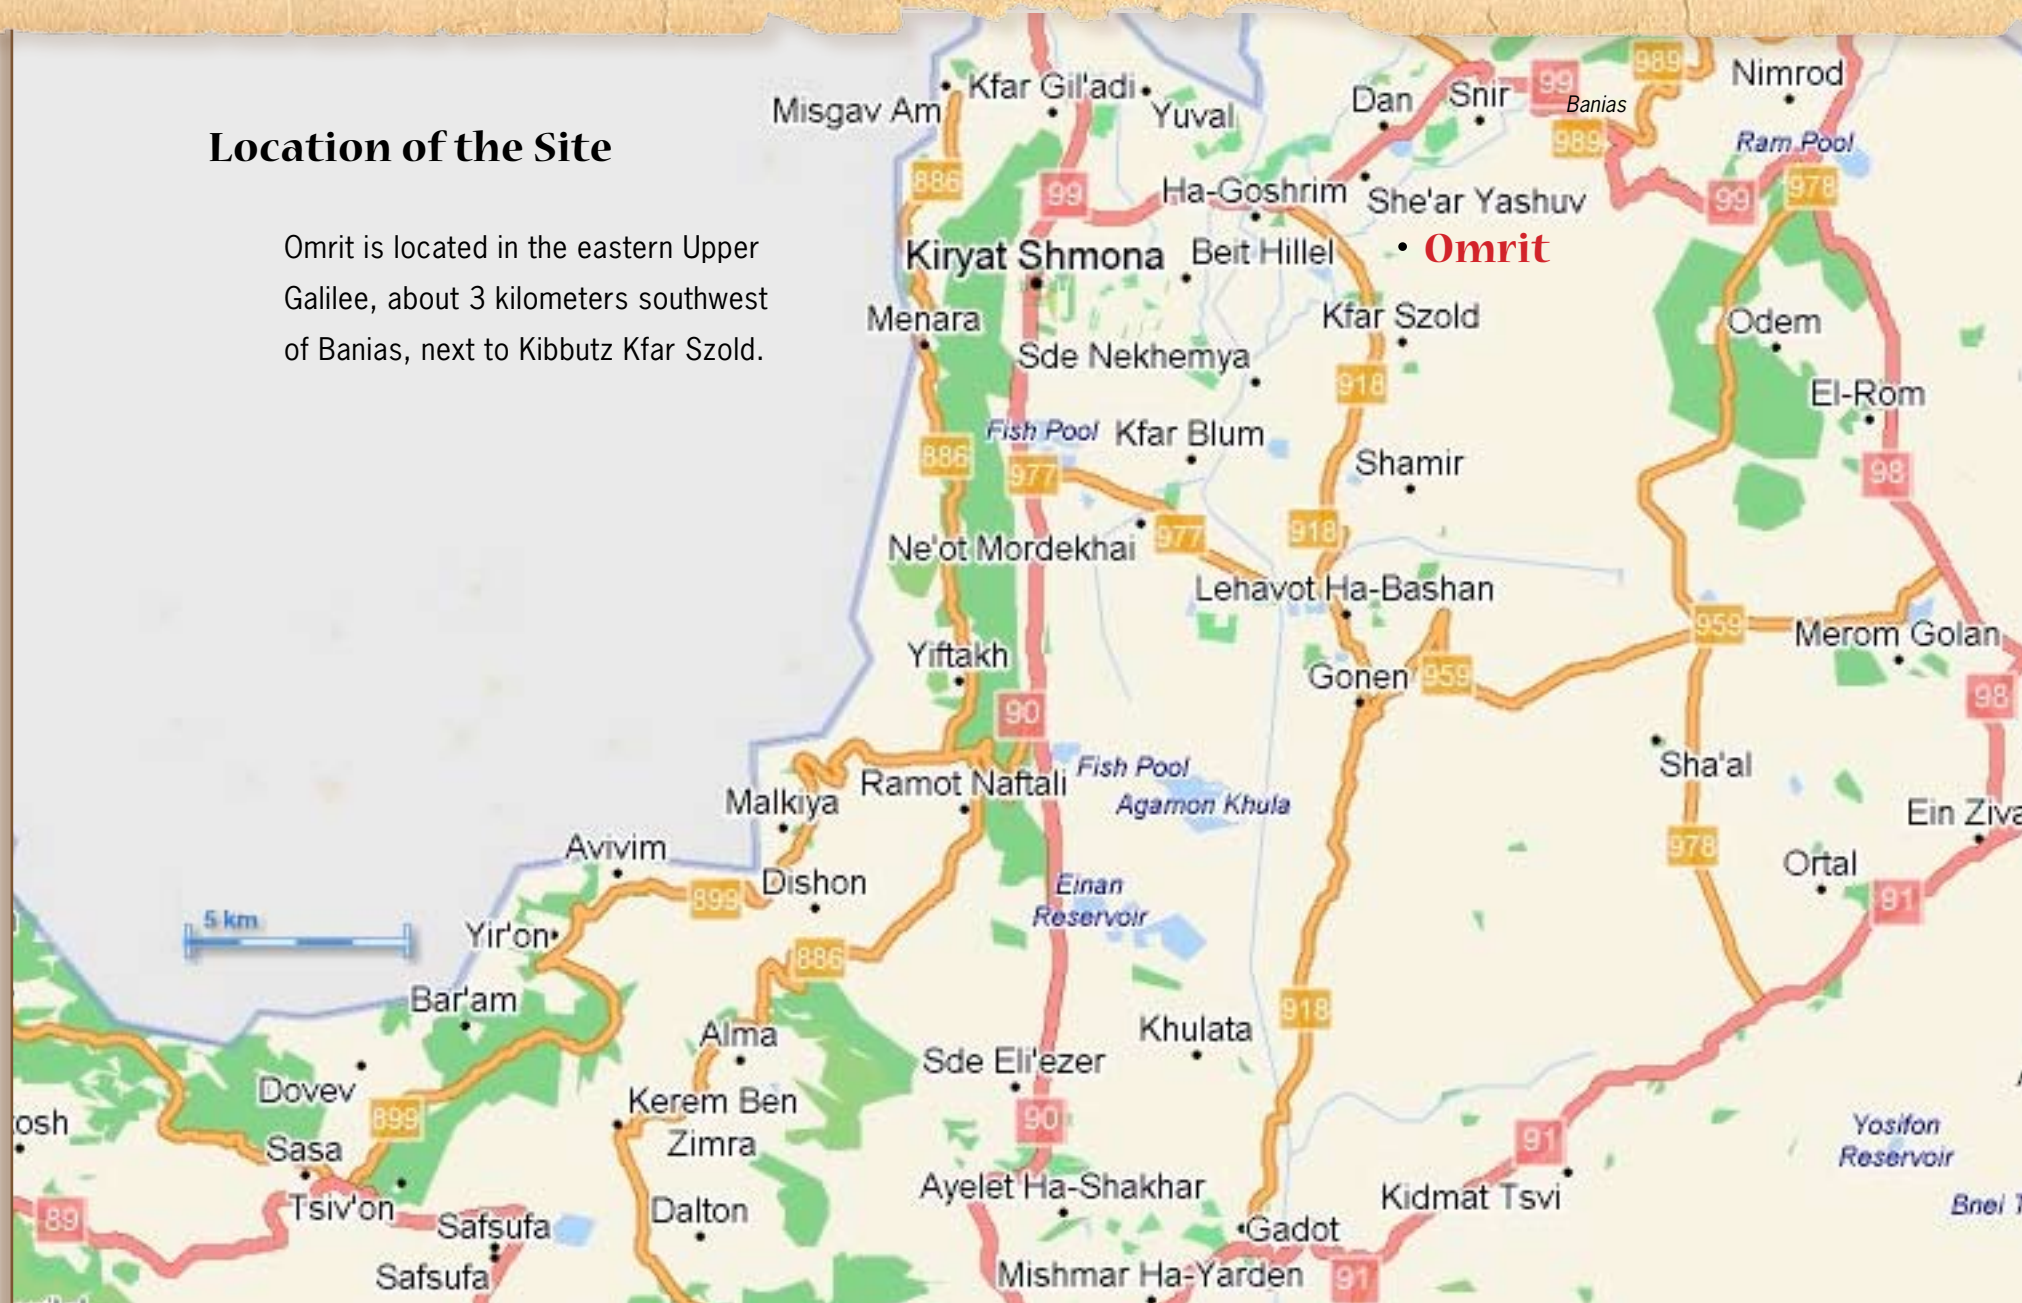 Location of the Site
Omrit is located in the eastern Upper
Galilee, about 3 kilometers southwest
of Banias, next to Kibbutz Kfar Szold.
Misgav Am
Kfar Gil'adi
Yuval
Dan
Snir
99
989
Nimrod
Banias
989
Ram Pool
886
99
Ha-Goshrim
She'ar Yashuv
99
978
Kiryat Shmona
Beit Hillel
Omrit
Menara
Kfar Szold
Odem
Sde Nekhemya
918
El-Rom
Fish Pool
Kfar Blum
886
977
Shamir
98
Ne'ot Mordekhai
977
918
Lehavot Ha-Bashan
959
Merom Golan
Yiftakh
Gonen
959
98
90
Sha'al
Fish Pool
Ramot Naftali
Malkiya
Agamon Khula
Ein Ziva
Avivim
978
Ortal
Dishon
899
Einan
Reservoir
91
5 km
Yir'on
886
Bar'am
918
Alma
Khulata
Sde Eli'ezer
Dovev
899
Kerem Ben
Zimra
90
osh
Yosifon
Reservoir
91
Sasa
Ayelet Ha-Shakhar
Kidmat Tsvi
Tsiv'on
89
Safsufa
Dalton
Gadot
Bnei
Safsufa
Mishmar Ha-Yarden
91